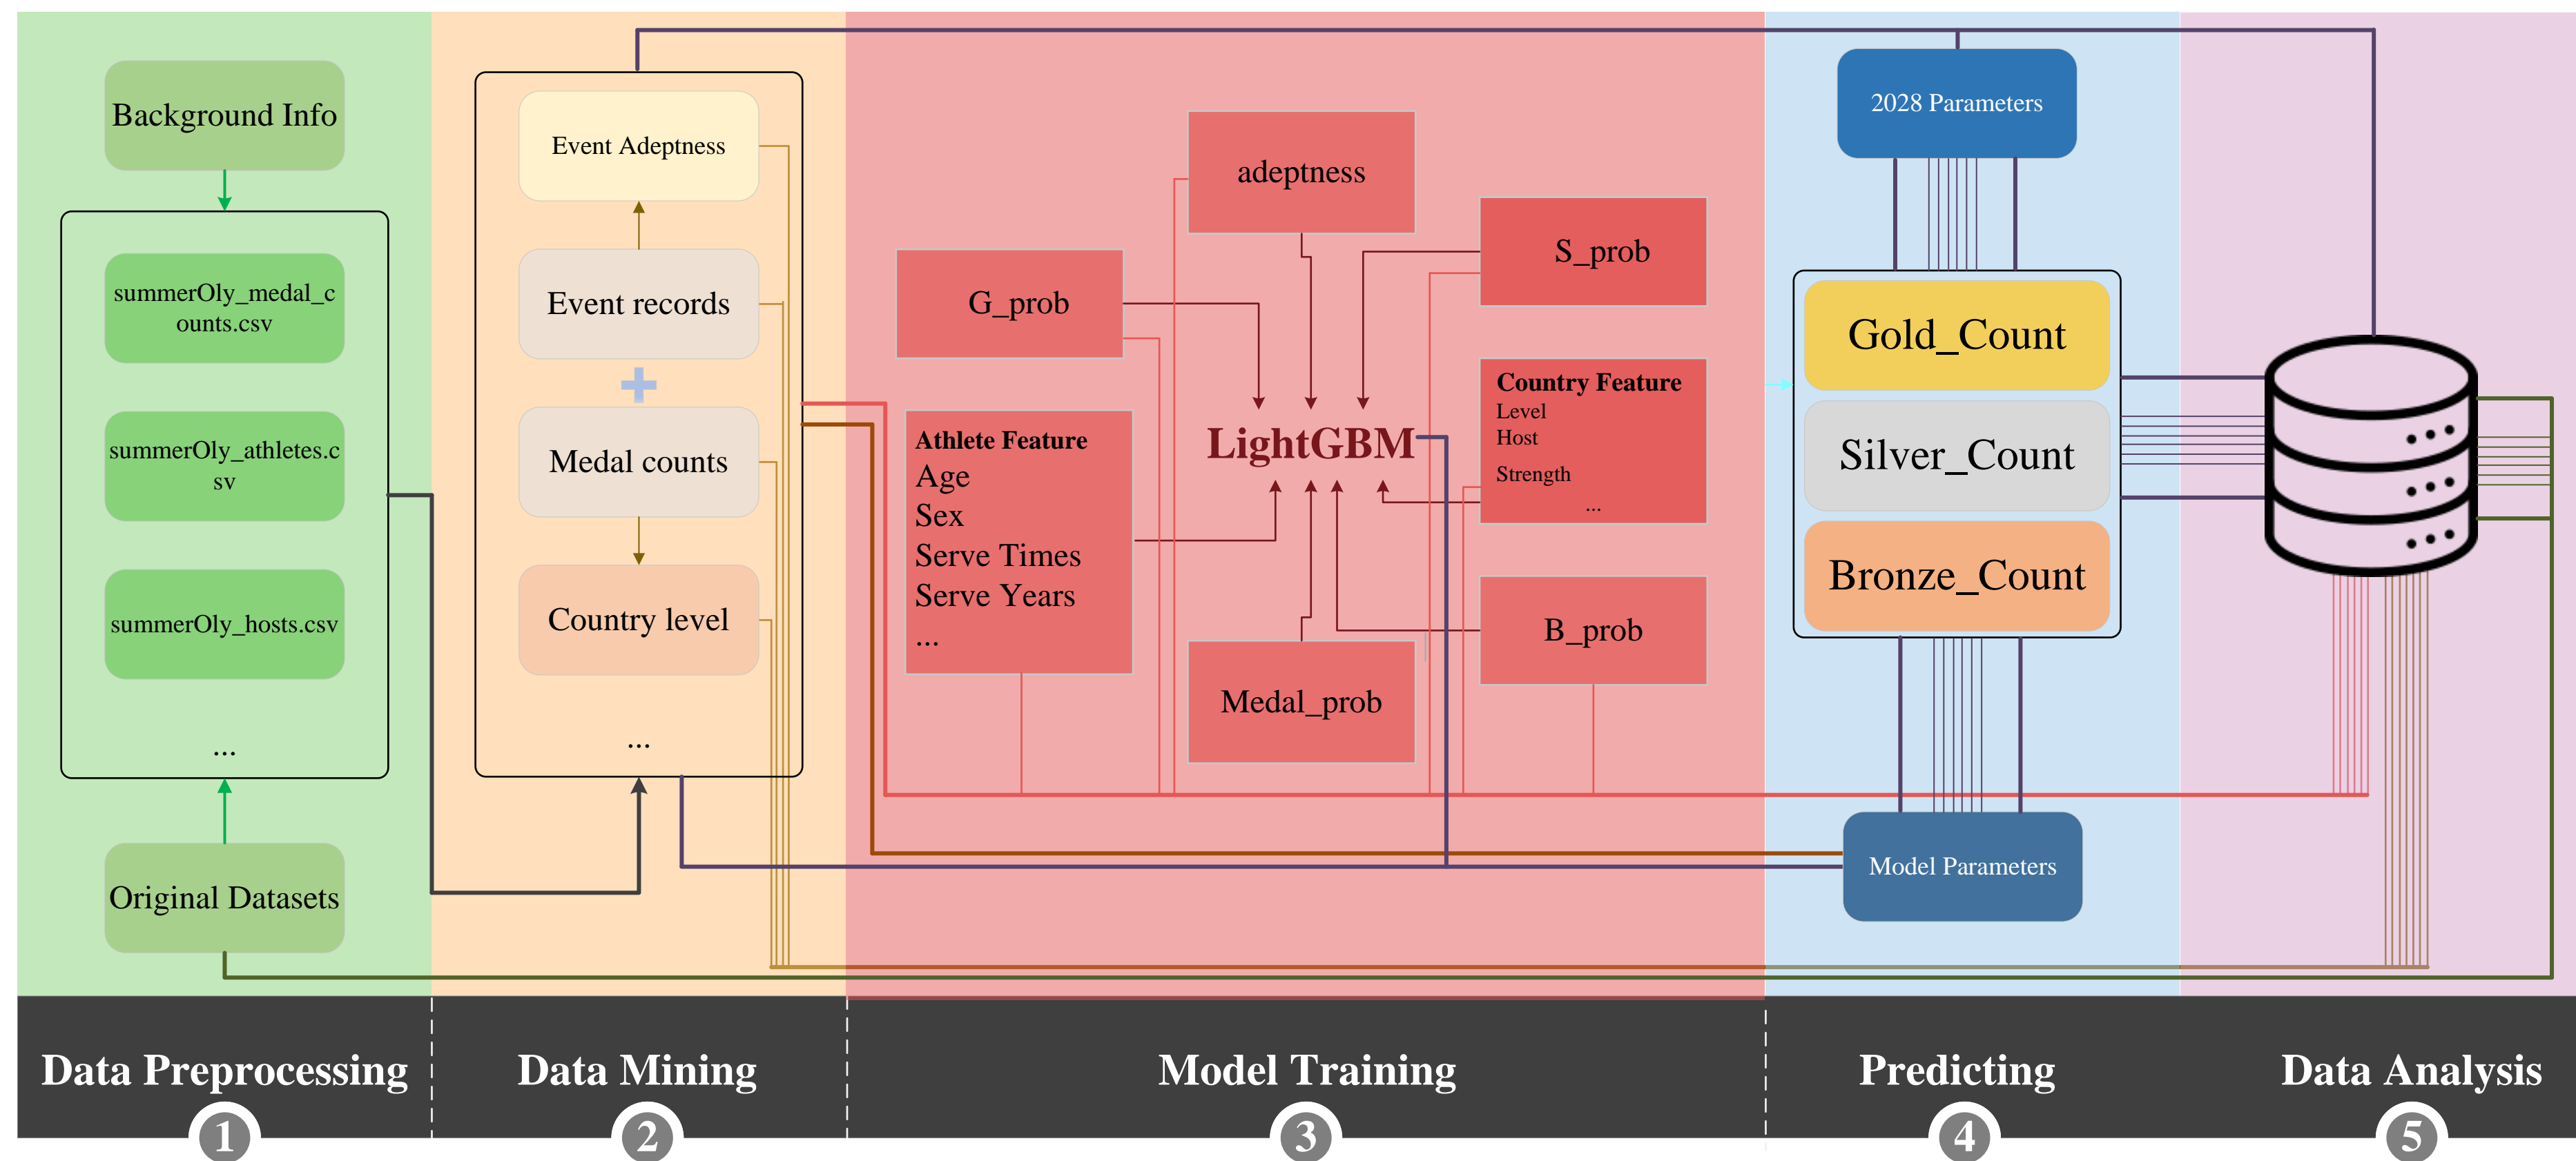 Background Info
summerOly_medal_c
ounts.csv
summerOly_athletes.c
sv
summerOly_hosts.csv
...
Original Datasets
Event Adeptness
Event records
Medal counts
Country level
...
adeptness
G_prob
S_prob
Athlete Feature
Age
Sex
Serve Times
Serve Years
...
LightGBM
Country Feature
Level
Host
Strength
...
Medal_prob
B_prob
2028 Parameters
Gold_Count
Silver_Count
Bronze_Count
Model Parameters
Data Preprocessing
Data Mining
Model Training
Predicting
Data Analysis
1
2
3
4
5